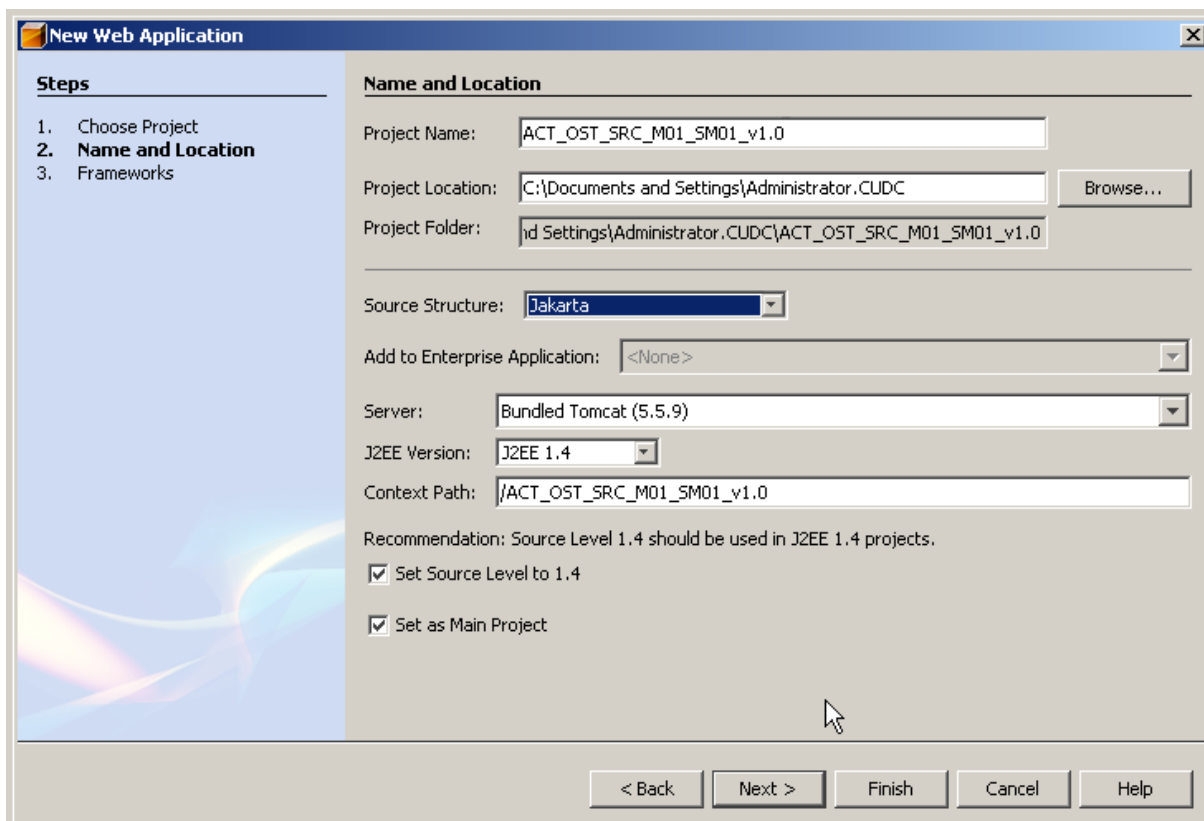 New Web Application
Steps
1. Choose Project
2. Name and Location
3. Frameworks
Name and Location
Project Name: ACT_OST_SRC_M01_SM01_v1.0
Project Location: C:\Documents and Settings\Administrator.CUDC Browse...
Project Folder: nd Settings\Administrator.CUDC\ACT_OST_SRC_M01_SM01_v1.0
Source Structure: Jakarta
Add to Enterprise Application: <None>
Server: Bundled Tomcat (5.5.9)
J2EE Version: J2EE 1.4
Context Path: /ACT_OST_SRC_M01_SM01_v1.0
Recommendation: Source Level 1.4 should be used in J2EE 1.4 projects.
Set Source Level to 1.4
Set as Main Project
< Back Next > Finish Cancel Help